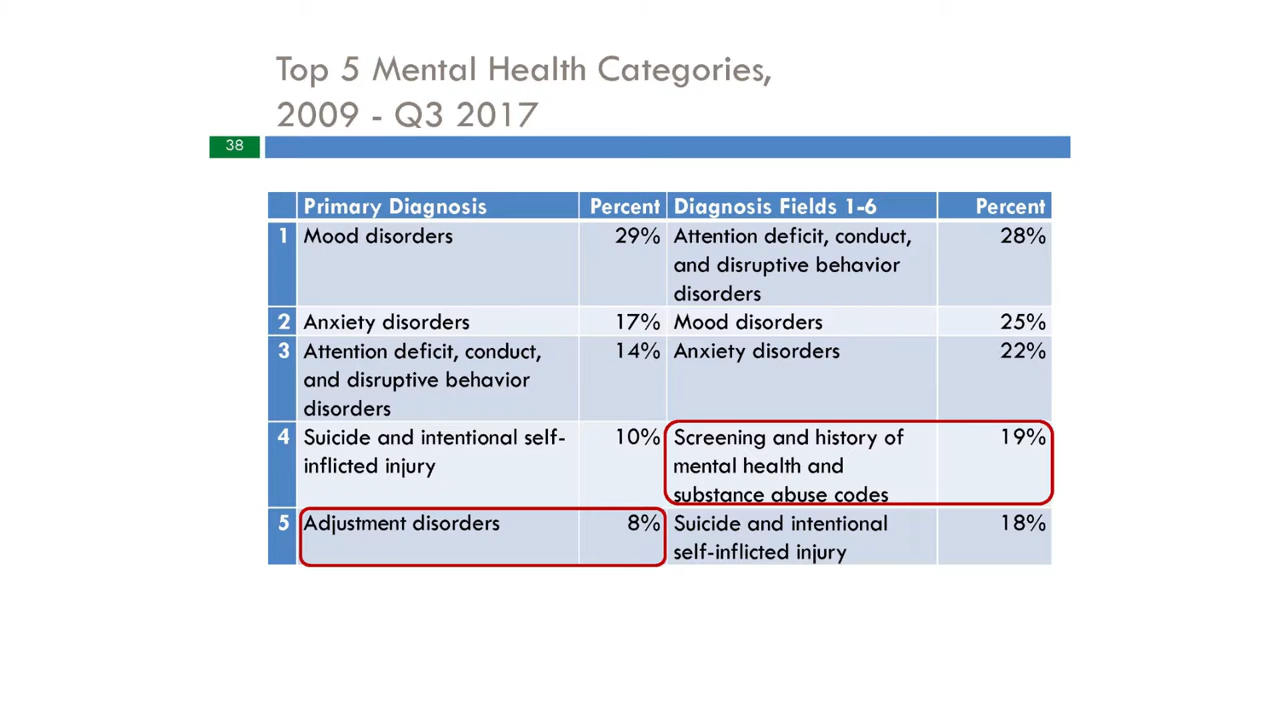 Top 5 Mental Health Categories,
2009 - Q3 2017
38
Primary Diagnosis Percent Diagnosis Fields 1-6 Percent
1 Mood disorders 29% Attention deficit, conduct, 28%
and disruptive behavior
disorders
2 Anxiety disorders 17% Mood disorders 25%
3 Attention deficit, conduct, 14% Anxiety disorders 22%
and disruptive behavior
disorders
4 Suicide and intentional self- 10% Screening and history of 19%
inflicted injury mental health and
substance abuse codes
5 Adjustment disorders 8% Suicide and intentional 18%
self-inflicted injury